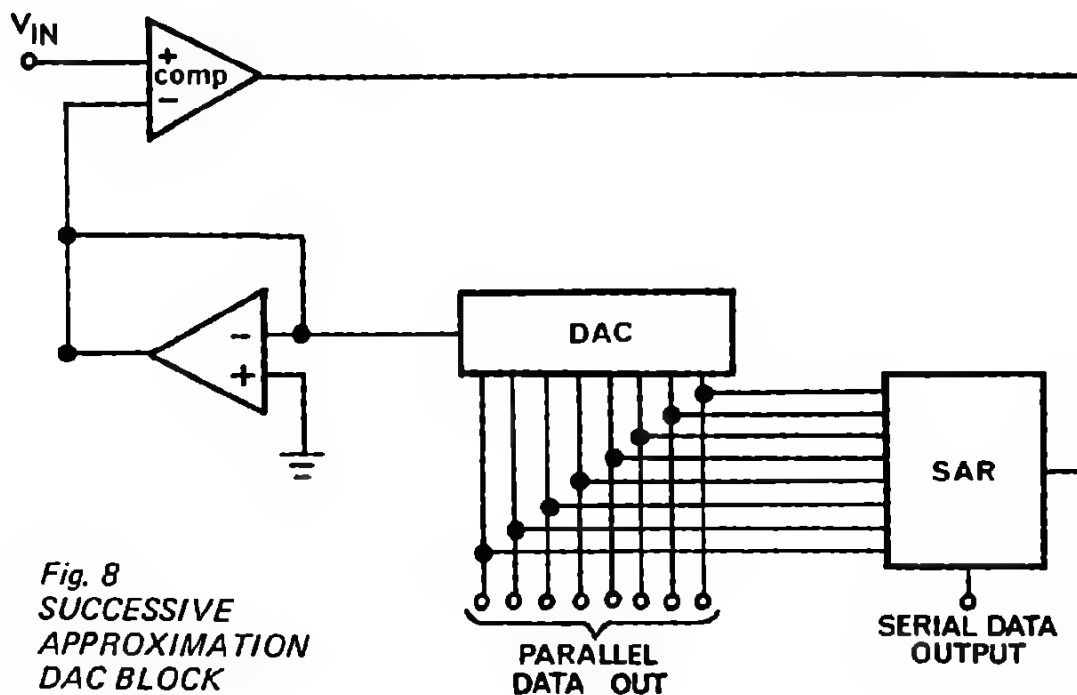 VIN
+
comp
−
−
+
DAC
SAR
Fig. 8
SUCCESSIVE
APPROXIMATION
DAC BLOCK
PARALLEL
DATA OUT
SERIAL DATA
OUTPUT